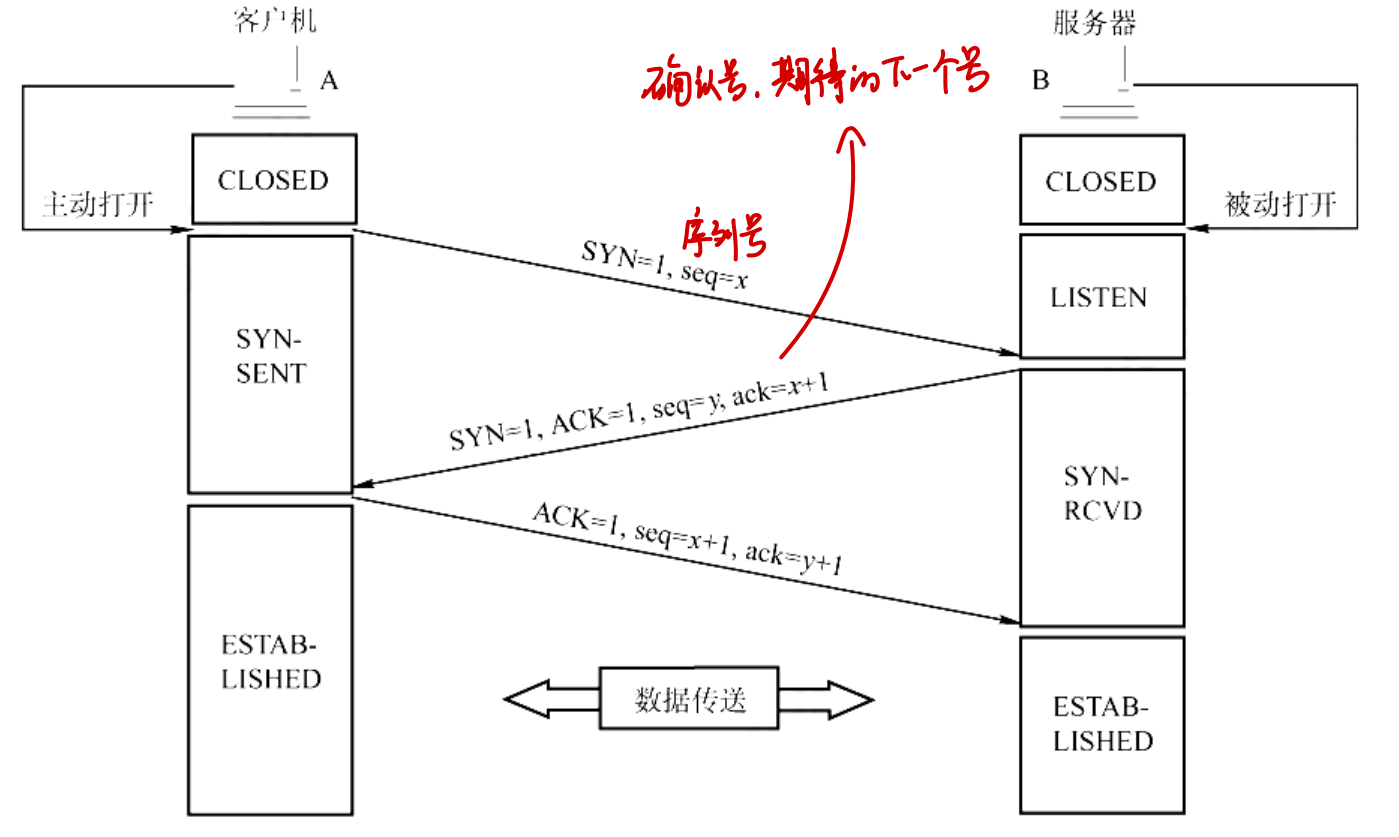 客户机
服务器
A
B
确认号，期待的下一个号
CLOSED
CLOSED
主动打开
被动打开
序列号
SYN=1, seq=x
LISTEN
SYN-
SENT
SYN=1, ACK=1, seq=y, ack=x+1
SYN-
RCVD
ACK=1, seq=x+1, ack=y+1
ESTAB-
LISHED
数据传送
ESTAB-
LISHED